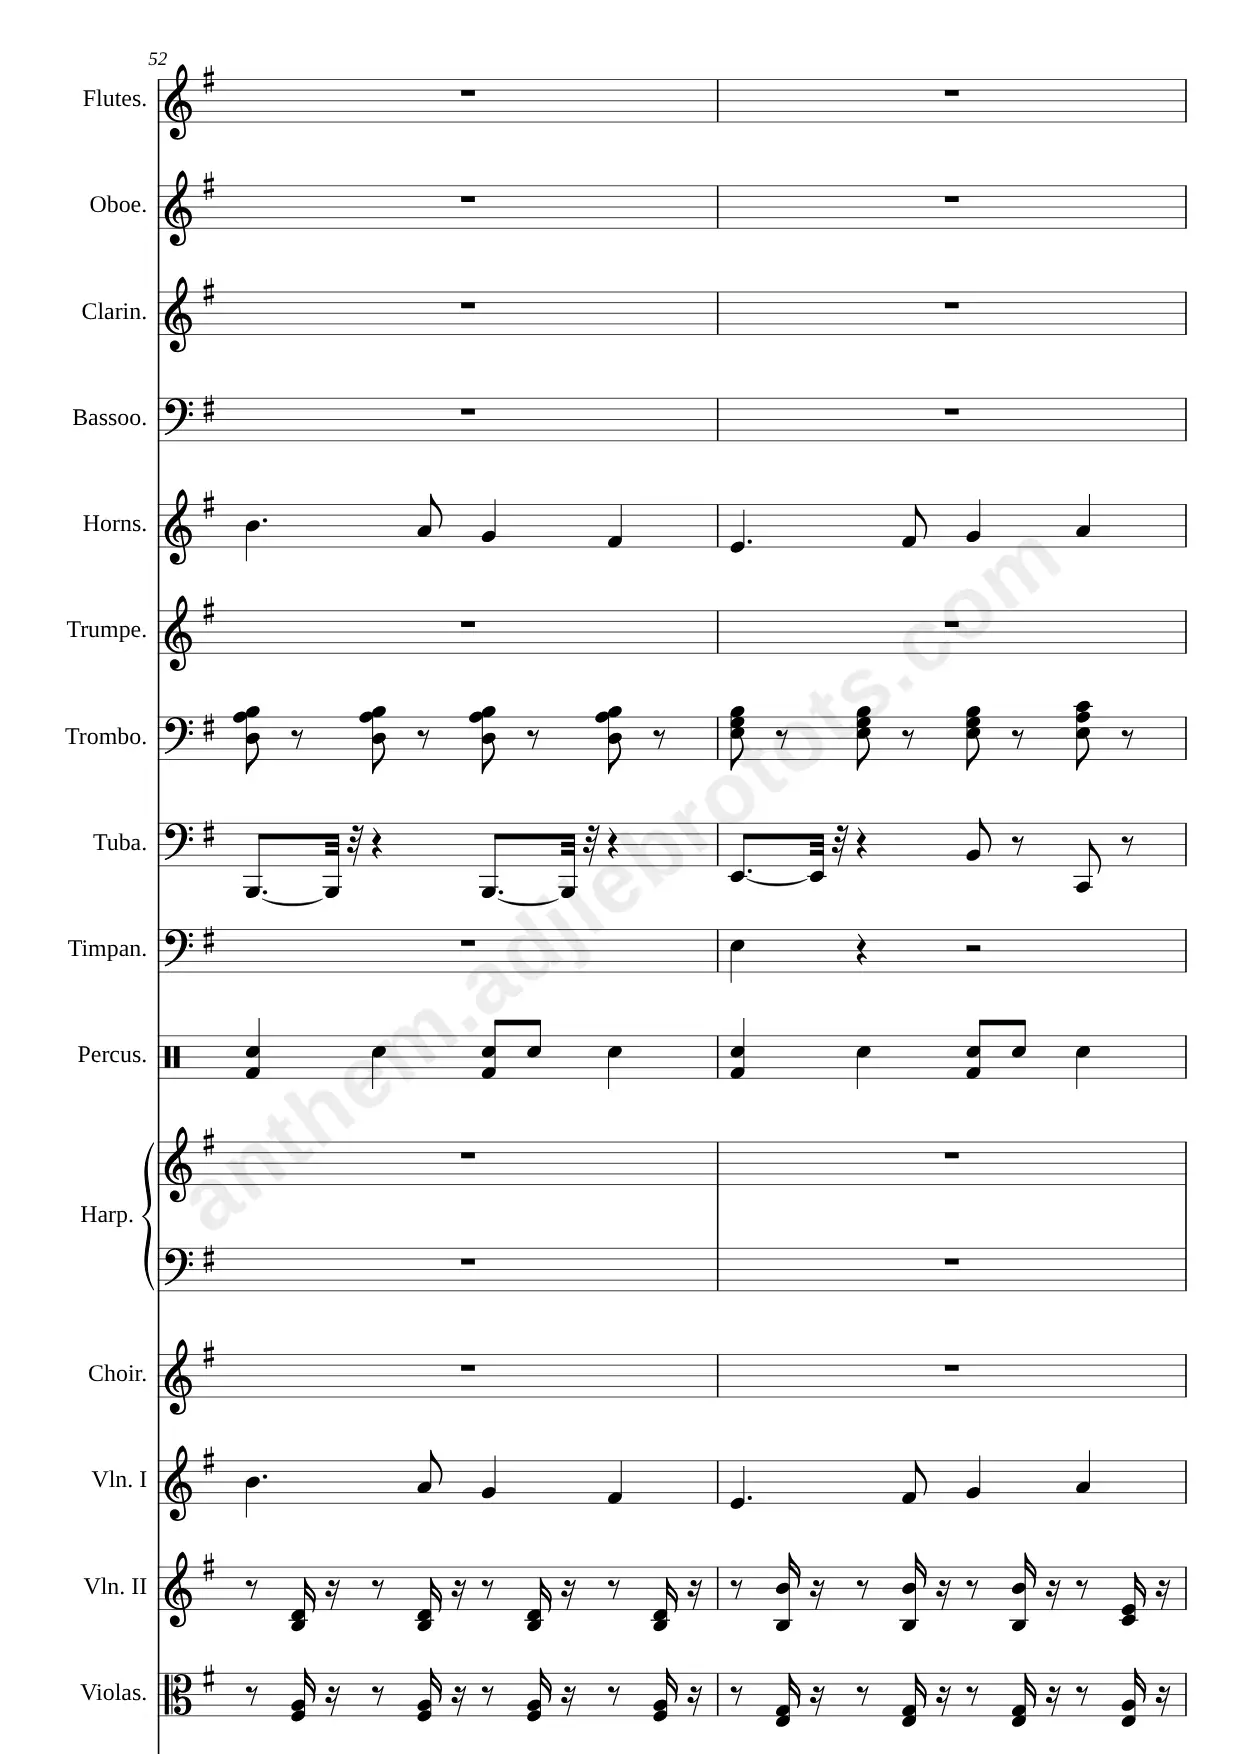 52
Flutes.
Oboe.
Clarin.
Bassoo.
Horns.
Trumpe.
Trombo.
Tuba.
Timpan.
Percus.
Harp.
Choir.
Vln. I
Vln. II
Violas.
anthem.adjiebrotots.com